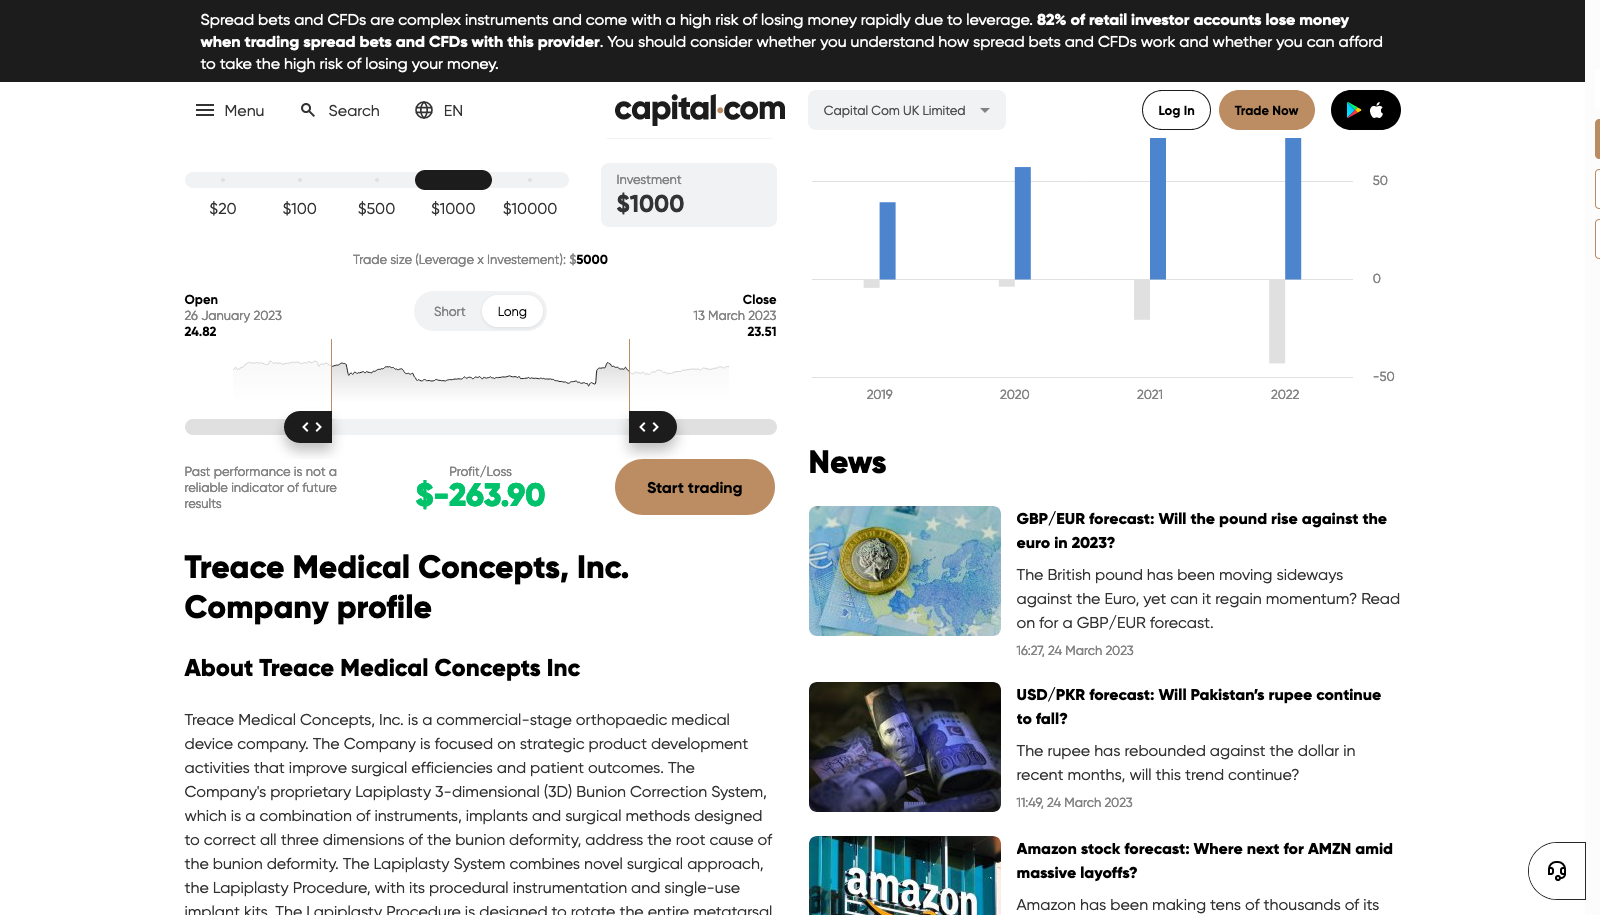 Spread bets and CFDs are complex instruments and come with a high risk of losing money rapidly due to leverage. 82% of retail investor accounts lose money
when trading spread bets and CFDs with this provider. You should consider whether you understand how spread bets and CFDs work and whether you can afford
to take the high risk of losing your money.
Menu
Search
EN
capital.com
Capital Com UK Limited
Log In
Trade Now
$20
$100
$500
$1000
$10000
Investment
$1000
Trade size (Leverage x Investement): $5000
Open
26 January 2023
24.82
Short
Long
Close
13 March 2023
23.51
Past performance is not a
reliable indicator of future
results
Profit/Loss
$-263.90
Start trading
Treace Medical Concepts, Inc.
Company profile
About Treace Medical Concepts Inc
Treace Medical Concepts, Inc. is a commercial-stage orthopaedic medical
device company. The Company is focused on strategic product development
activities that improve surgical efficiencies and patient outcomes. The
Company's proprietary Lapiplasty 3-dimensional (3D) Bunion Correction System,
which is a combination of instruments, implants and surgical methods designed
to correct all three dimensions of the bunion deformity, address the root cause of
the bunion deformity. The Lapiplasty System combines novel surgical approach,
the Lapiplasty Procedure, with its procedural instrumentation and single-use
implant kits. The Lapiplasty Procedure is designed to rotate the entire metatarsal
50
0
-50
2019
2020
2021
2022
News
GBP/EUR forecast: Will the pound rise against the
euro in 2023?
The British pound has been moving sideways
against the Euro, yet can it regain momentum? Read
on for a GBP/EUR forecast.
16:27, 24 March 2023
USD/PKR forecast: Will Pakistan's rupee continue
to fall?
The rupee has rebounded against the dollar in
recent months, will this trend continue?
11:49, 24 March 2023
amazon
Amazon stock forecast: Where next for AMZN amid
massive layoffs?
Amazon has been making tens of thousands of its